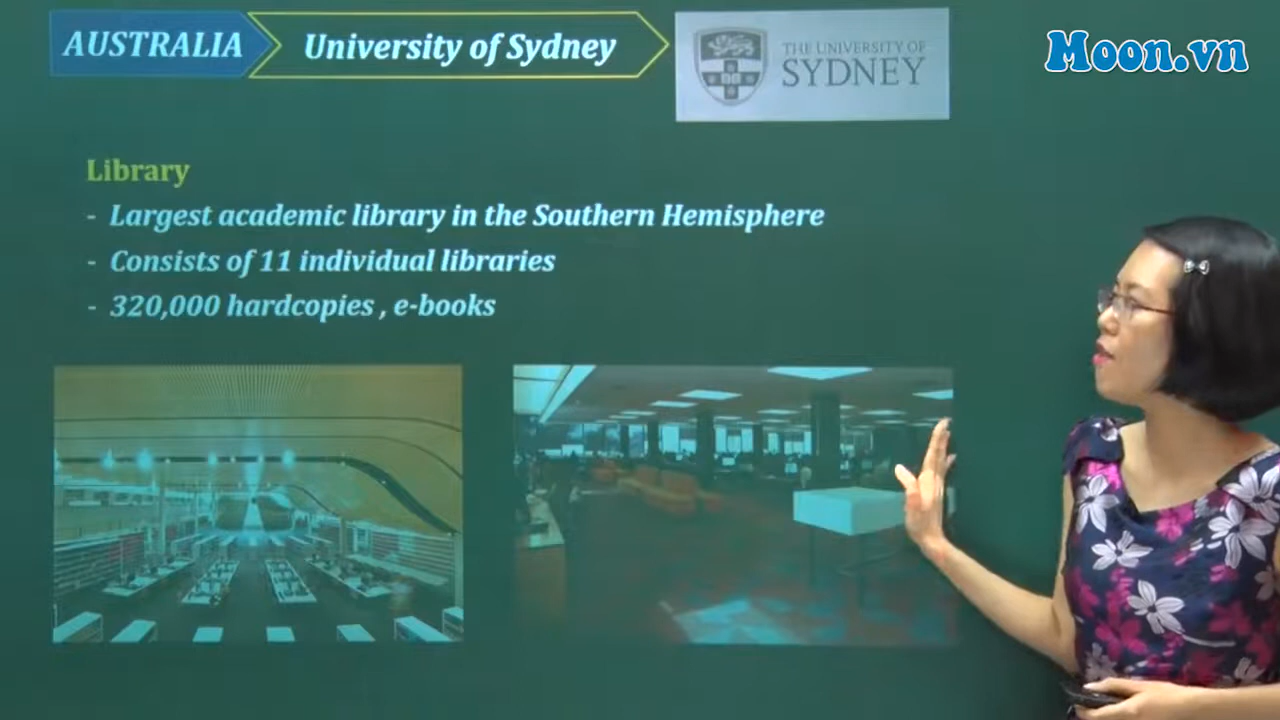 AUSTRALIA
University of Sydney
THE UNIVERSITY OF
SYDNEY
Moon.vn
Library
- Largest academic library in the Southern Hemisphere
- Consists of 11 individual libraries
- 320,000 hardcopies , e-books